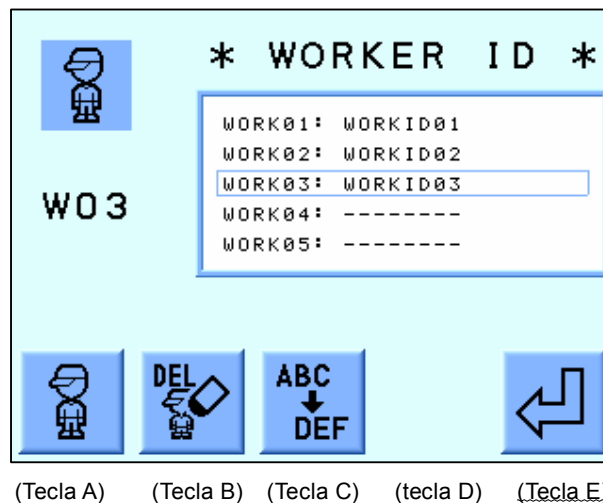 * WORKER ID *
WORK01: WORKID01
WORK02: WORKID02
WORK03: WORKID03
WORK04: --------
WORK05: --------
W03
DEL
ABC
DEF
(Tecla A) (Tecla B) (Tecla C) (tecla D) (Tecla E)